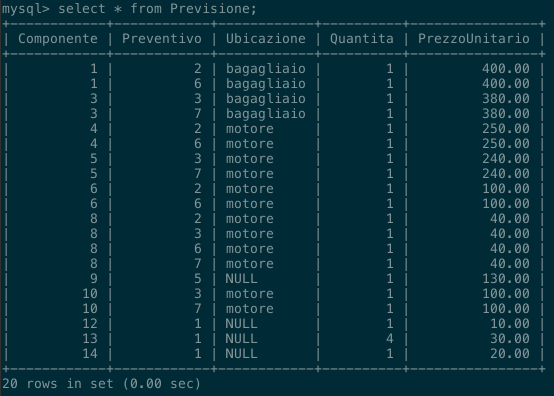 mysql> select * from Previsione;
+------------+------------+------------+----------+----------------+
| Componente | Preventivo | Ubicazione | Quantita | PrezzoUnitario |
+------------+------------+------------+----------+----------------+
|          1 |          2 | bagagliaio |        1 |         400.00 |
|          1 |          6 | bagagliaio |        1 |         400.00 |
|          3 |          3 | bagagliaio |        1 |         380.00 |
|          3 |          7 | bagagliaio |        1 |         380.00 |
|          4 |          2 | motore     |        1 |         250.00 |
|          4 |          6 | motore     |        1 |         250.00 |
|          5 |          3 | motore     |        1 |         240.00 |
|          5 |          7 | motore     |        1 |         240.00 |
|          6 |          2 | motore     |        1 |         100.00 |
|          6 |          6 | motore     |        1 |         100.00 |
|          8 |          2 | motore     |        1 |          40.00 |
|          8 |          3 | motore     |        1 |          40.00 |
|          8 |          6 | motore     |        1 |          40.00 |
|          8 |          7 | motore     |        1 |          40.00 |
|          9 |          5 | NULL       |        1 |         130.00 |
|         10 |          3 | motore     |        1 |         100.00 |
|         10 |          7 | motore     |        1 |         100.00 |
|         12 |          1 | NULL       |        1 |          10.00 |
|         13 |          1 | NULL       |        4 |          30.00 |
|         14 |          1 | NULL       |        1 |          20.00 |
+------------+------------+------------+----------+----------------+
20 rows in set (0.00 sec)